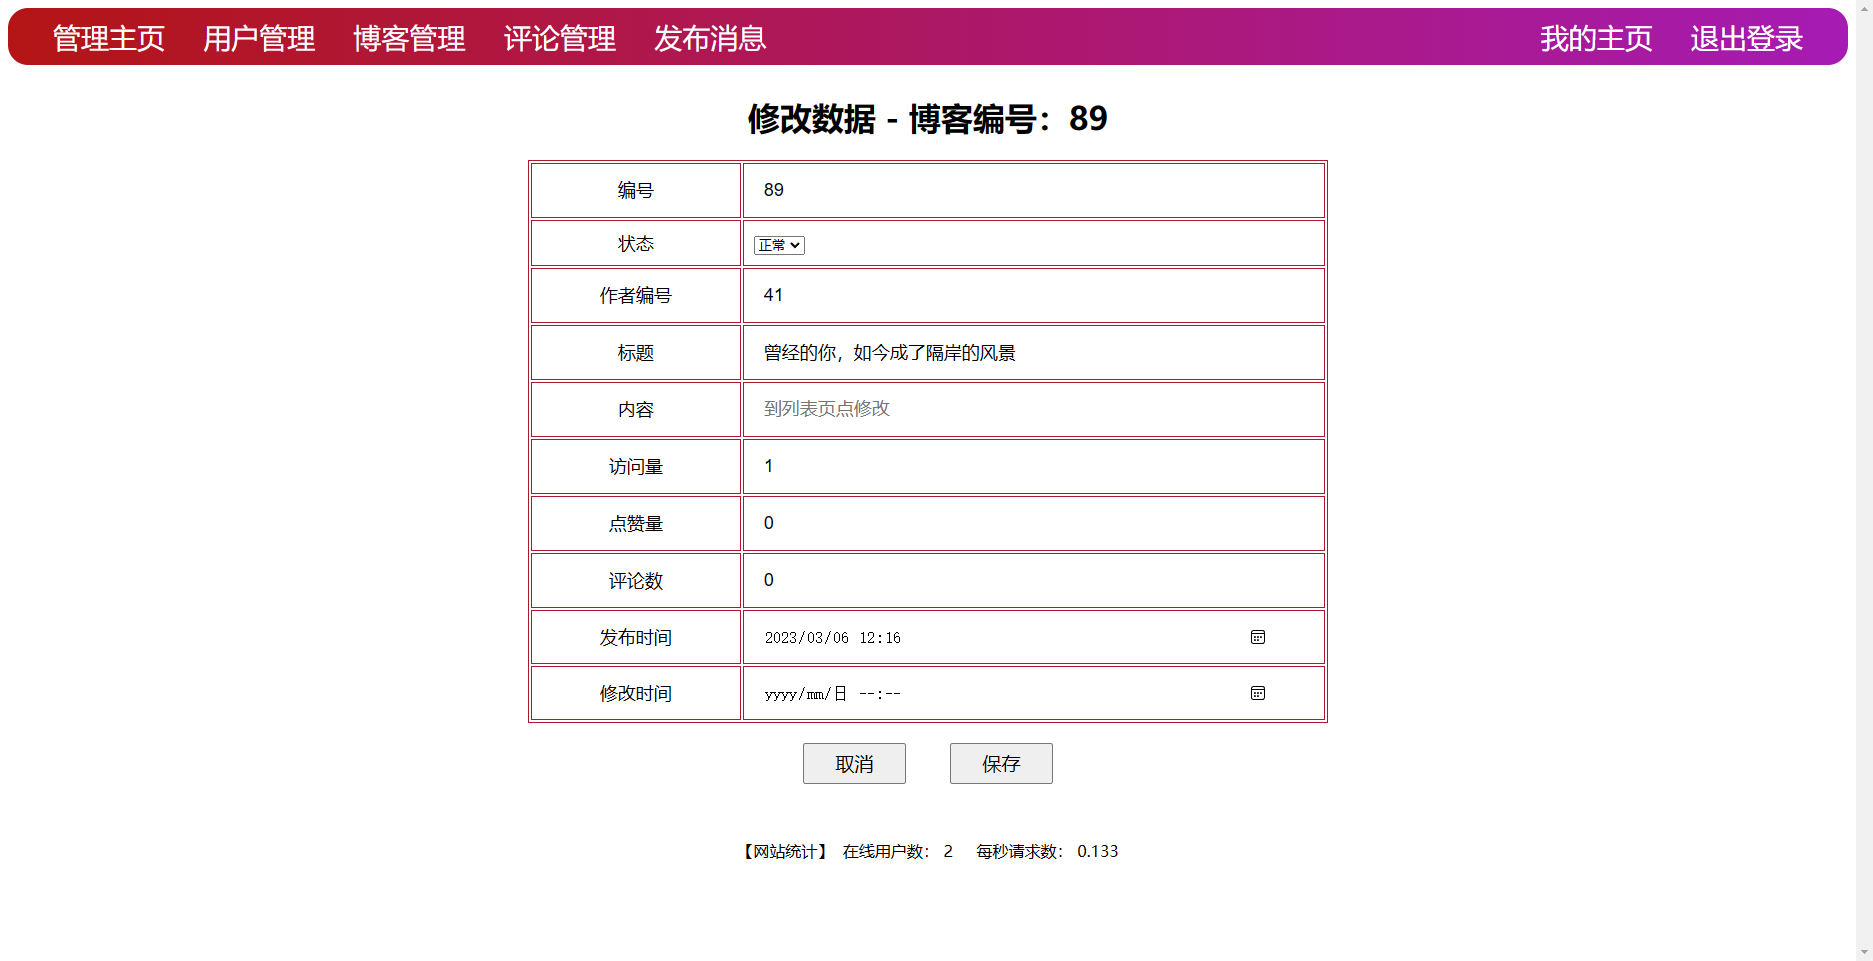 管理主页 用户管理 博客管理 评论管理 发布消息 我的主页 退出登录
修改数据 - 博客编号：89
编号 89
状态 正常
作者编号 41
标题 曾经的你，如今成了隔岸的风景
内容 到列表页点修改
访问量 1
点赞量 0
评论数 0
发布时间 2023/03/06 12:16
修改时间 yyyy/mm/日 --:--
取消 保存
【网站统计】 在线用户数： 2 每秒请求数： 0.133